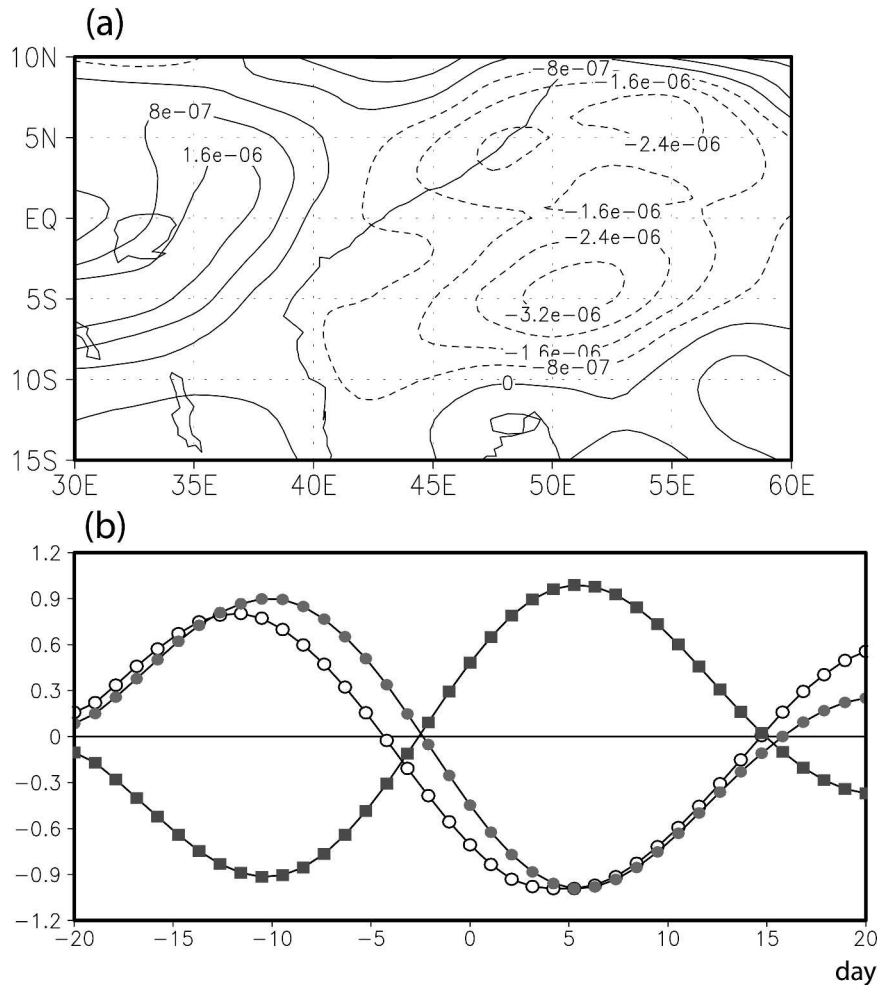 (a)
10N
5N
EQ
5S
10S
15S
8e-07
1.6e-06
-8e-07
-1.6e-06
-2.4e-06
-1.6e-06
-2.4e-06
-3.2e-06
-1.6e-06
-8e-07
0
30E 35E 40E 45E 50E 55E 60E
(b)
1.2
0.9
0.6
0.3
0
-0.3
-0.6
-0.9
-1.2
-20 -15 -10 -5 0 5 10 15 20
day